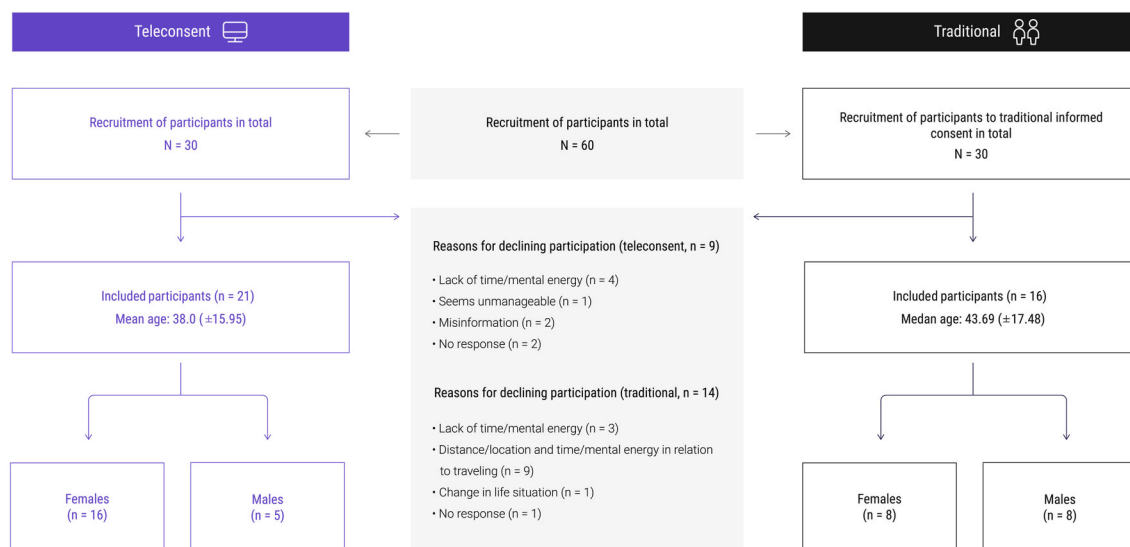 Teleconsent
Traditional
Recruitment of participants in total
N = 30
Recruitment of participants in total
N = 60
Recruitment of participants to traditional informed
consent in total
N = 30
Reasons for declining participation (teleconsent, n = 9)
• Lack of time/mental energy (n = 4)
• Seems unmanageable (n = 1)
• Misinformation (n = 2)
• No response (n = 2)
Reasons for declining participation (traditional, n = 14)
• Lack of time/mental energy (n = 3)
• Distance/location and time/mental energy in relation
to traveling (n = 9)
• Change in life situation (n = 1)
• No response (n = 1)
Included participants (n = 21)
Mean age: 38.0 (±15.95)
Included participants (n = 16)
Medan age: 43.69 (±17.48)
Females
(n = 16)
Males
(n = 5)
Females
(n = 8)
Males
(n = 8)